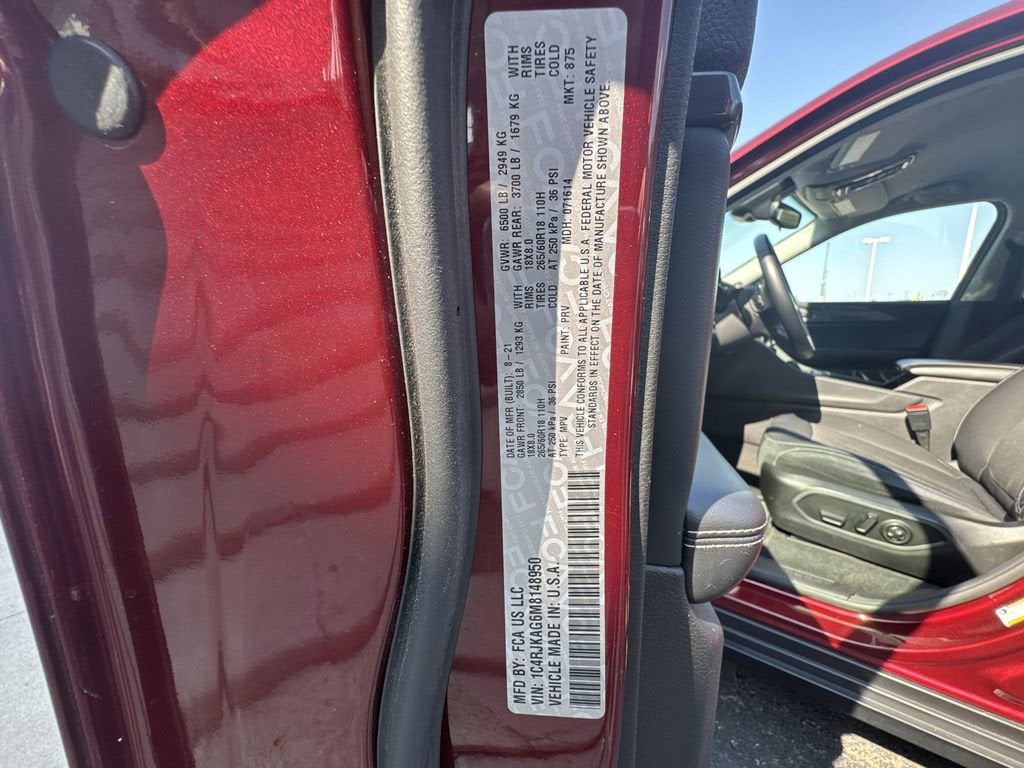 MFD BY: FCA US LLC
DATE OF MFR (BUILT): 8-21
GVWR: 6500 LB / 2949 KG
GAWR FRONT: 2850 LB / 1293 KG
WITH
GAWR REAR: 3700 LB / 1679 KG
WITH
18X8.0
RIMS
18X8.0
RIMS
265/60R18 110H
TIRES
265/60R18 110H
TIRES
AT 250 kPa / 36 PSI
COLD
AT 250 kPa / 36 PSI
COLD
VIN: 1C4RJKAG6M8148950
TYPE: MPV
PAINT: PRV
MDH: 071614
MKT: 875
VEHICLE MADE IN: U.S.A.
THIS VEHICLE CONFORMS TO ALL APPLICABLE U.S.A. FEDERAL MOTOR VEHICLE SAFETY
STANDARDS IN EFFECT ON THE DATE OF MANUFACTURE SHOWN ABOVE.